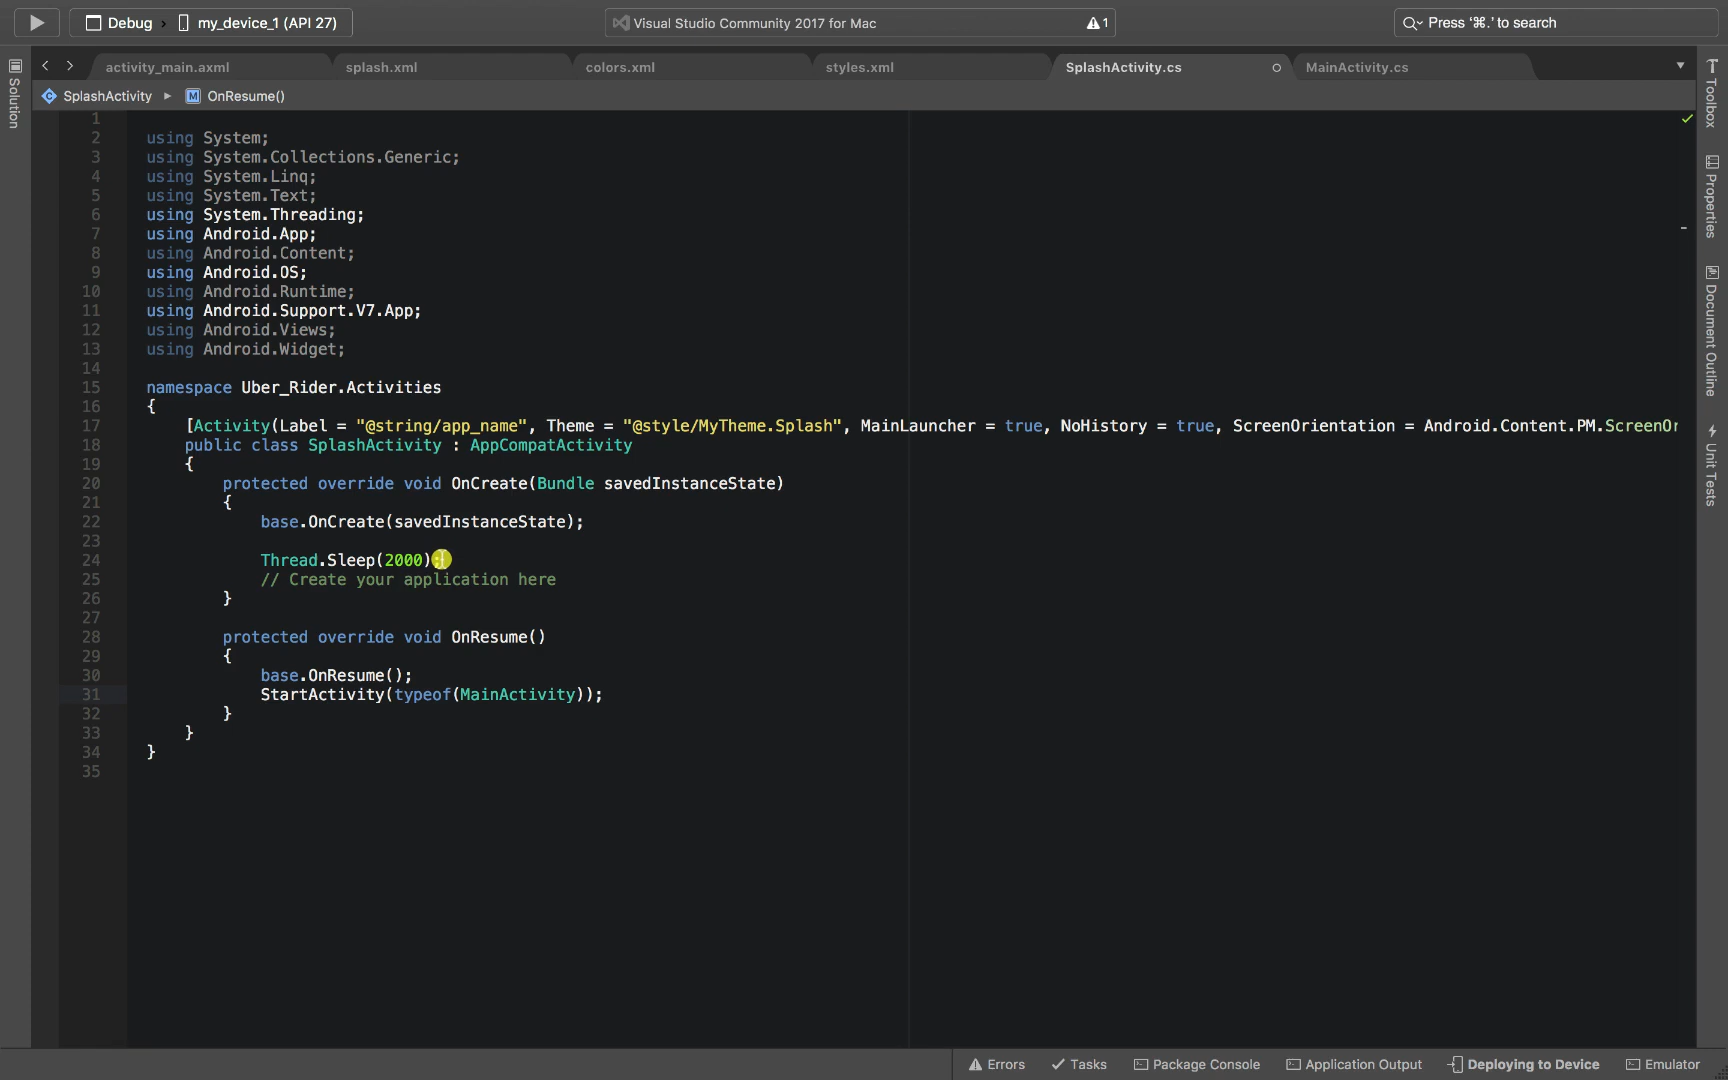 Debug my_device_1 (API 27) Visual Studio Community 2017 for Mac 1 Press '⌘.' to search
activity_main.axml splash.xml colors.xml styles.xml SplashActivity.cs MainActivity.cs
SplashActivity M OnResume()
Solution
Toolbox
Properties
Document Outline
Unit Tests
1
2 using System;
3 using System.Collections.Generic;
4 using System.Linq;
5 using System.Text;
6 using System.Threading;
7 using Android.App;
8 using Android.Content;
9 using Android.OS;
10 using Android.Runtime;
11 using Android.Support.V7.App;
12 using Android.Views;
13 using Android.Widget;
14
15 namespace Uber_Rider.Activities
16 {
17 [Activity(Label = "@string/app_name", Theme = "@style/MyTheme.Splash", MainLauncher = true, NoHistory = true, ScreenOrientation = Android.Content.PM.ScreenOr
18 public class SplashActivity : AppCompatActivity
19 {
20 protected override void OnCreate(Bundle savedInstanceState)
21 {
22 base.OnCreate(savedInstanceState);
23
24 Thread.Sleep(2000);
25 // Create your application here
26 }
27
28 protected override void OnResume()
29 {
30 base.OnResume();
31 StartActivity(typeof(MainActivity));
32 }
33 }
34 }
35
Errors Tasks Package Console Application Output Deploying to Device Emulator